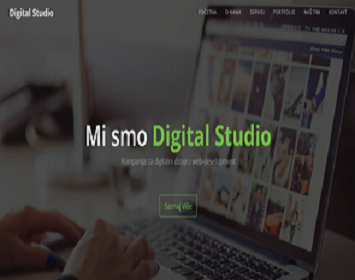 Digital Studio
POČETNA O NAMA SERVISI PORTFOLIO NAŠ TIM KONTAKT
Mi smo Digital Studio
Kompanija za digitalni dizajn i web development
Saznaj Više